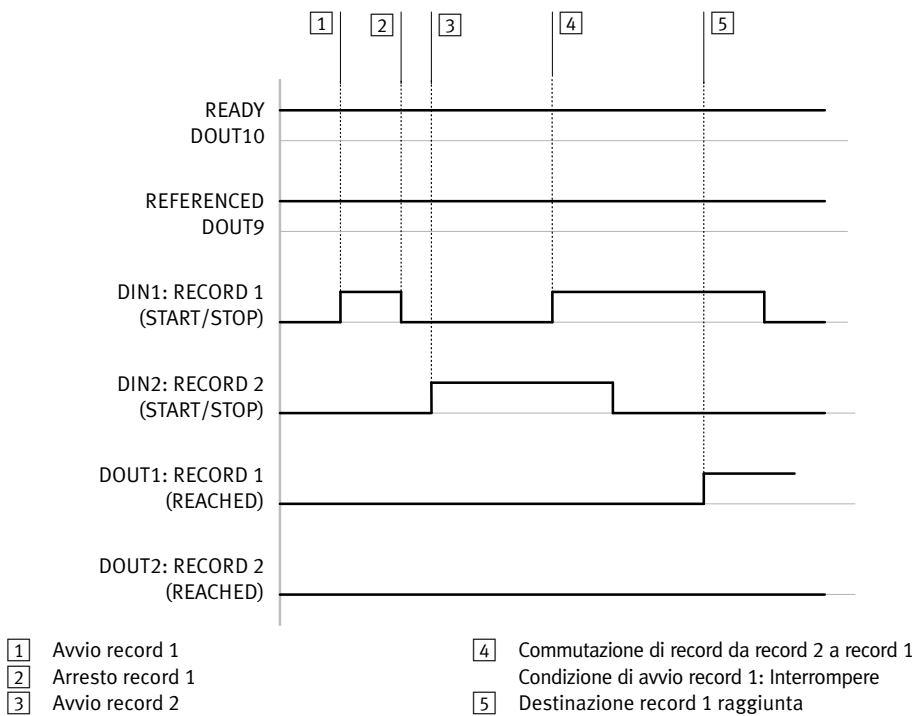 1 2 3 4 5
READY
DOUT10
REFERENCED
DOUT9
DIN1: RECORD 1
(START/STOP)
DIN2: RECORD 2
(START/STOP)
DOUT1: RECORD 1
(REACHED)
DOUT2: RECORD 2
(REACHED)
1 Avvio record 1
2 Arresto record 1
3 Avvio record 2
4 Commutazione di record da record 2 a record 1
Condizione di avvio record 1: Interrompere
5 Destinazione record 1 raggiunta